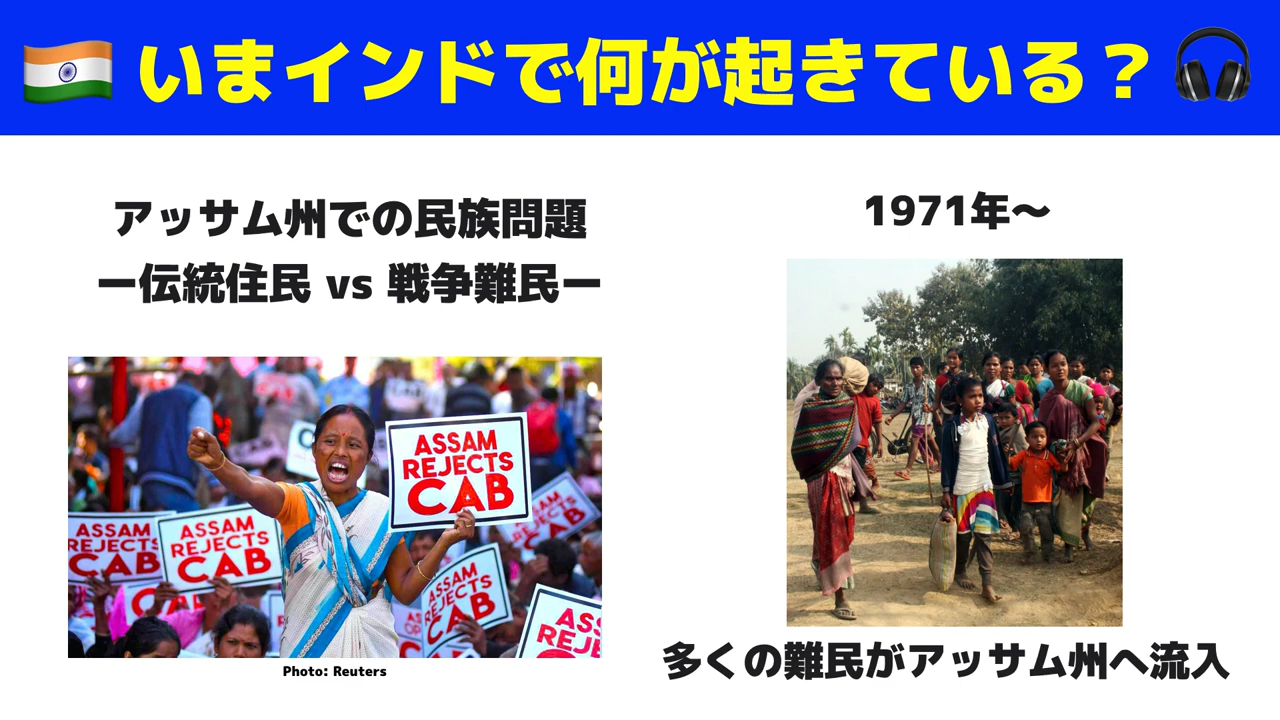 いまインドで何が起きている？
アッサム州での民族問題
ー伝統住民 vs 戦争難民ー
ASSAM
REJECTS
CAB
ASSAM
REJECTS
CAB
ASSAM
REJECTS
CAB
ASSAM
REJECTS
CAB
Photo: Reuters
1971年〜
多くの難民がアッサム州へ流入